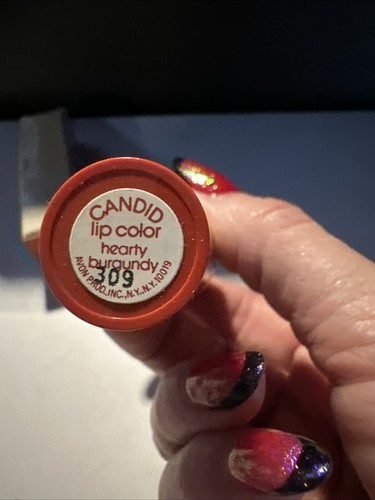 CANDID
lip color
hearty
burgundy
309
AVON PROD., INC., N.Y., N.Y. 10019